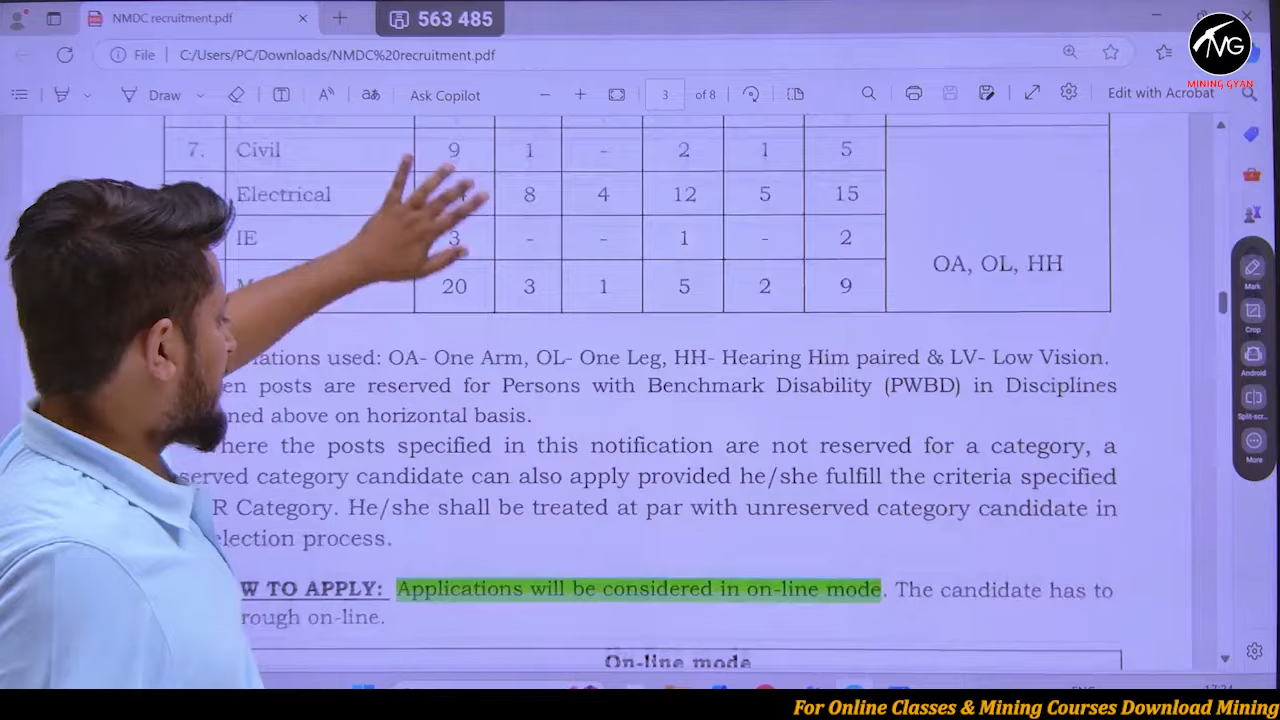 NMDC recruitment.pdf
563 485
File C:/Users/PC/Downloads/NMDC%20recruitment.pdf
MINING GYAN
Draw
Ask Copilot
3 of 8
Edit with Acrobat
7. Civil 9 1 - 2 1 5
Electrical 8 4 12 5 15
IE 3 - - 1 - 2
20 3 1 5 2 9
OA, OL, HH
used: OA- One Arm, OL- One Leg, HH- Hearing Him paired & LV- Low Vision.
posts are reserved for Persons with Benchmark Disability (PWBD) in Disciplines
above on horizontal basis.
the posts specified in this notification are not reserved for a category, a
category candidate can also apply provided he/she fulfill the criteria specified
Category. He/she shall be treated at par with unreserved category candidate in
process.
TO APPLY: Applications will be considered in on-line mode. The candidate has to
on-line.
On-line mode
Mark
Crop
Android
Split-scr...
More
For Online Classes & Mining Courses Download Mining